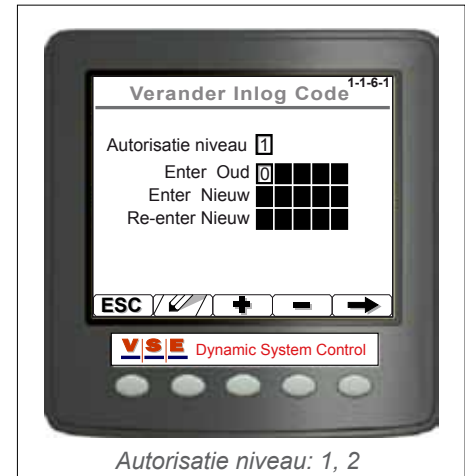 1-1-6-1
Verander Inlog Code
Autorisatie niveau 1
Enter Oud 0
Enter Nieuw
Re-enter Nieuw
ESC + -
VSE Dynamic System Control
Autorisatie niveau: 1, 2